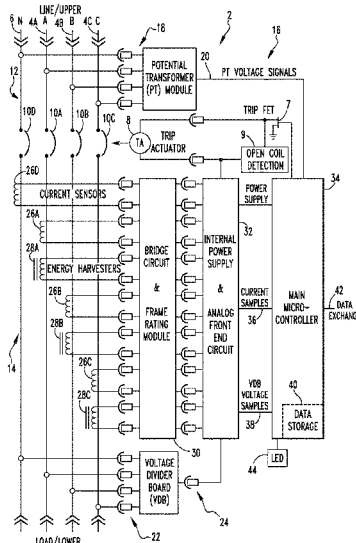 LINE/UPPER
6 4A 4B 4C
N A B C
2
18
16
12
POTENTIAL
TRANSFORMER
(PT) MODULE
20
PT VOLTAGE SIGNALS
10D 10A 10B 10C
8
TA
TRIP
ACTUATOR
TRIP FET
7
9
OPEN COIL
DETECTION
26D
CURRENT SENSORS
26A
28A
ENERGY HARVESTERS
26B
28B
26C
28C
14
BRIDGE
CIRCUIT
&
FRAME
RATING
MODULE
30
INTERNAL
POWER
SUPPLY
&
ANALOG
FRONT
END
CIRCUIT
32
POWER
SUPPLY
CURRENT
SAMPLES
36
VDB
VOLTAGE
SAMPLES
38
34
MAIN
MICRO-
CONTROLLER
42
DATA
EXCHANGE
40
DATA
STORAGE
44
LED
VOLTAGE
DIVIDER
BOARD
(VDB)
24
22
LOAD/LOWER